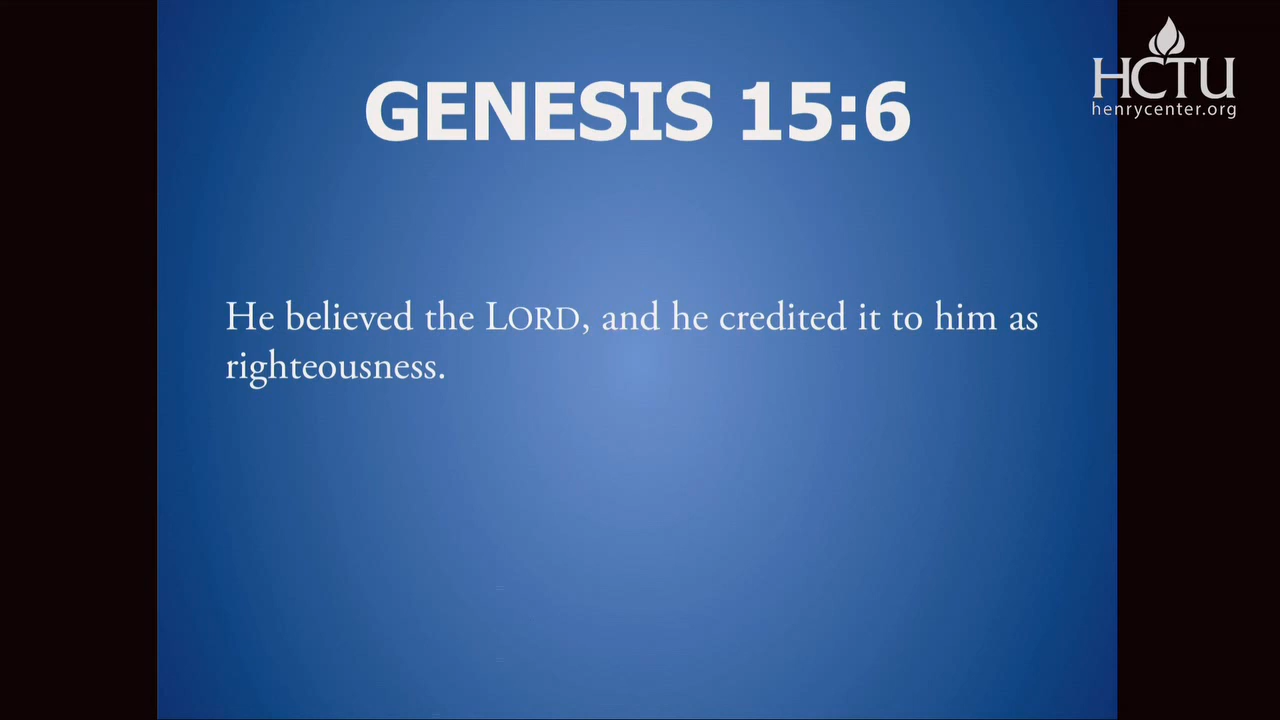 GENESIS 15:6
HCTU
henrycenter.org
He believed the LORD, and he credited it to him as
righteousness.